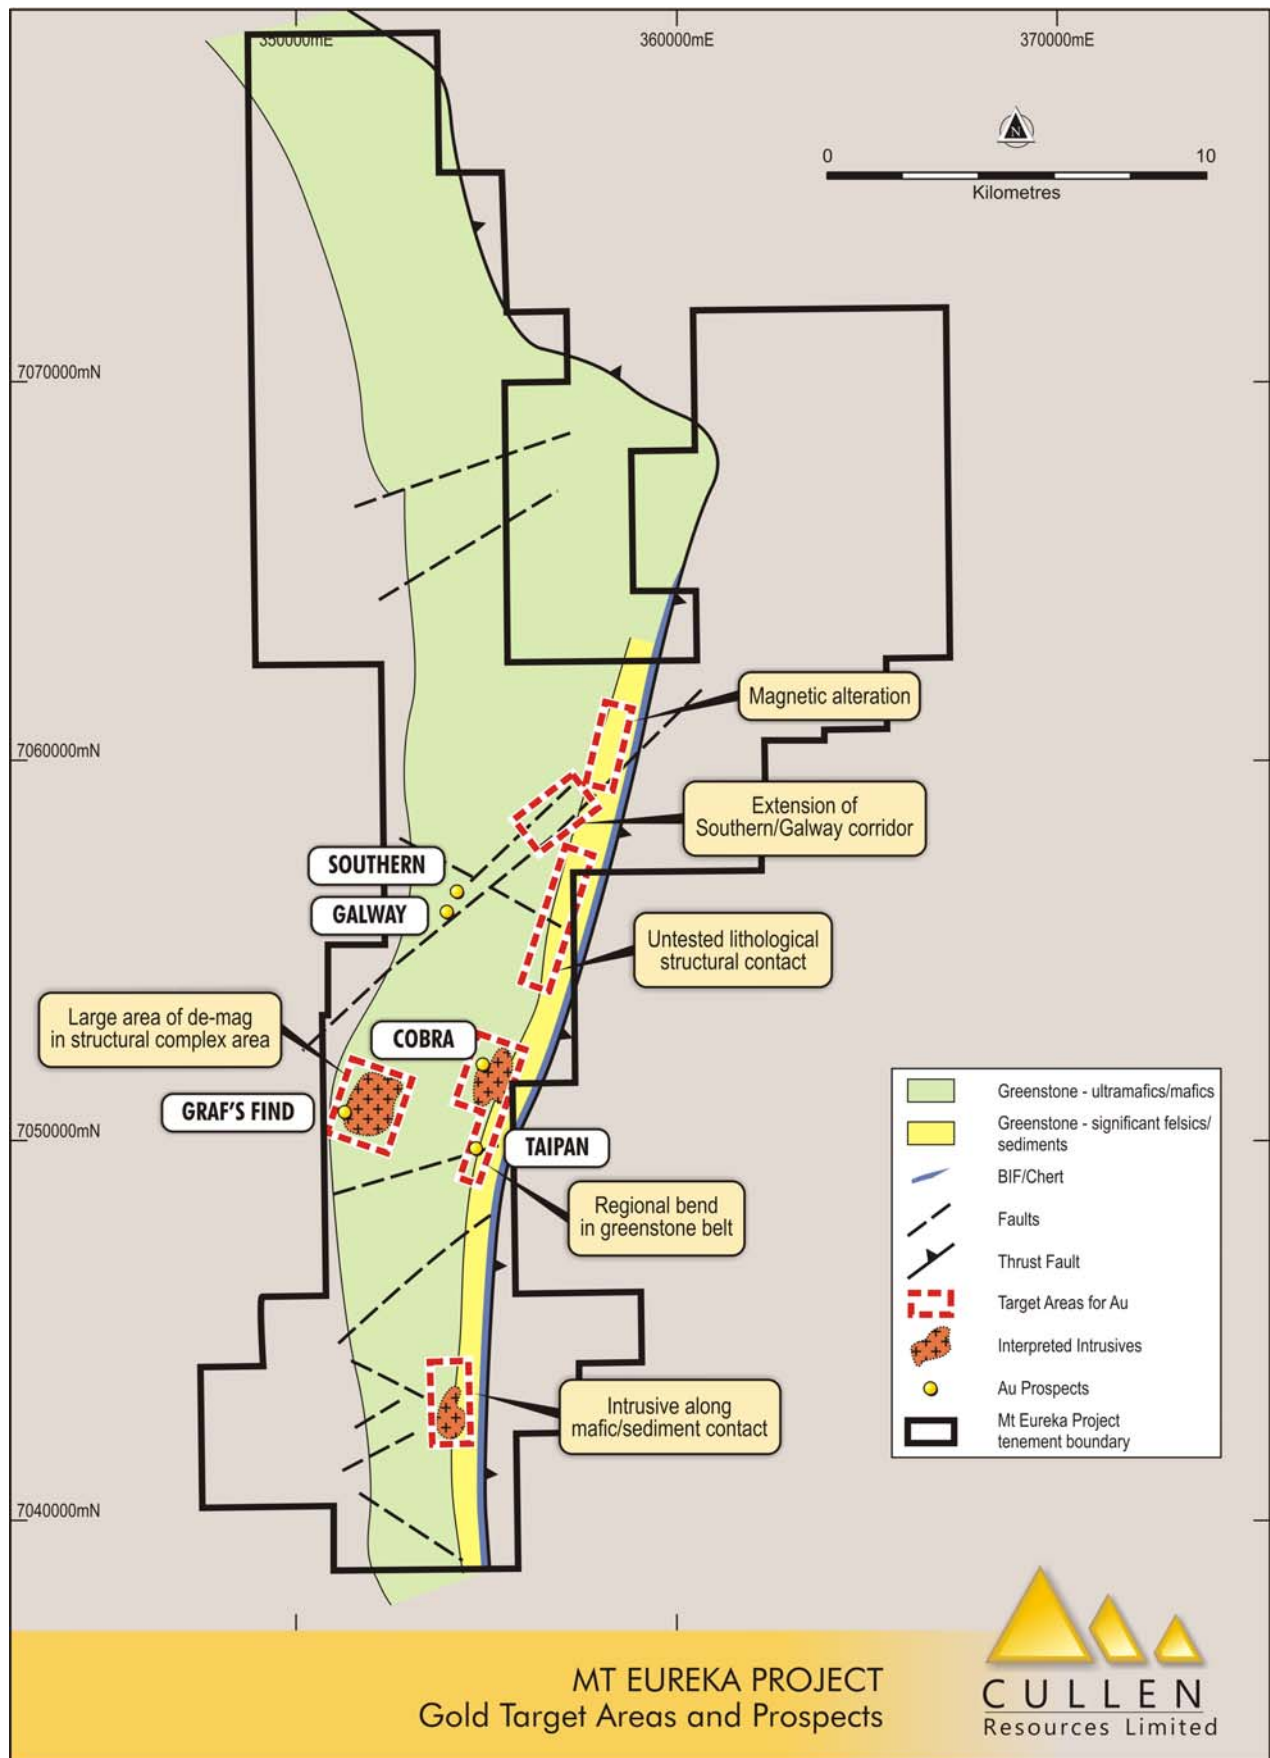 350000mE
360000mE
370000mE
N
0
10
Kilometres
7070000mN
Magnetic alteration
7060000mN
Extension of
Southern/Galway corridor
SOUTHERN
GALWAY
Untested lithological
structural contact
Large area of de-mag
in structural complex area
COBRA
GRAF'S FIND
7050000mN
TAIPAN
Regional bend
in greenstone belt
Intrusive along
mafic/sediment contact
7040000mN
Greenstone - ultramafics/mafics
Greenstone - significant felsics/
sediments
BIF/Chert
Faults
Thrust Fault
Target Areas for Au
Interpreted Intrusives
Au Prospects
Mt Eureka Project
tenement boundary
MT EUREKA PROJECT
Gold Target Areas and Prospects
CULLEN
Resources Limited